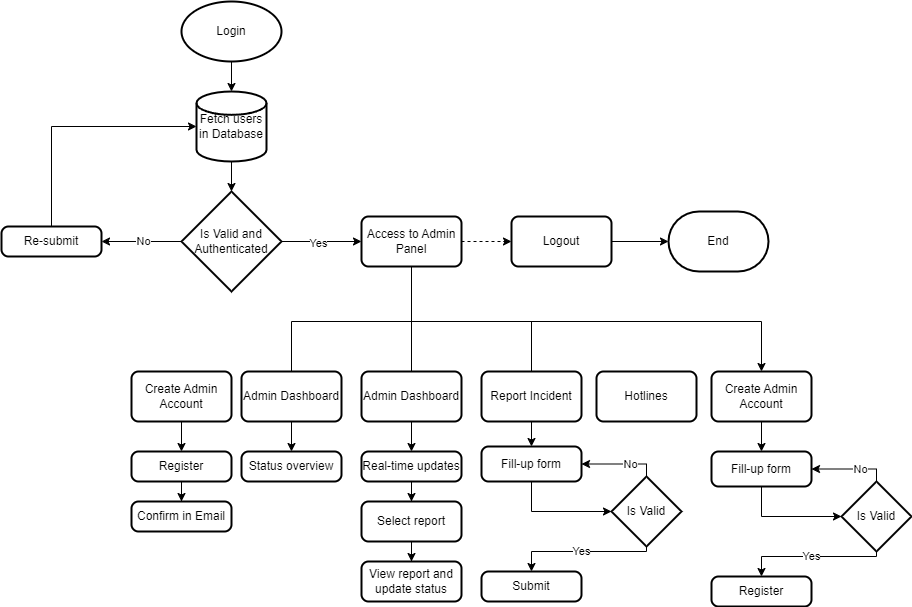 Login
Fetch users
in Database
Re-submit
No
Is Valid and
Authenticated
Yes
Access to Admin
Panel
Logout
End
Create Admin
Account
Admin Dashboard
Admin Dashboard
Report Incident
Hotlines
Create Admin
Account
Register
Status overview
Real-time updates
Fill-up form
No
Fill-up form
No
Confirm in Email
Select report
Is Valid
Is Valid
Yes
Yes
View report and
update status
Submit
Register